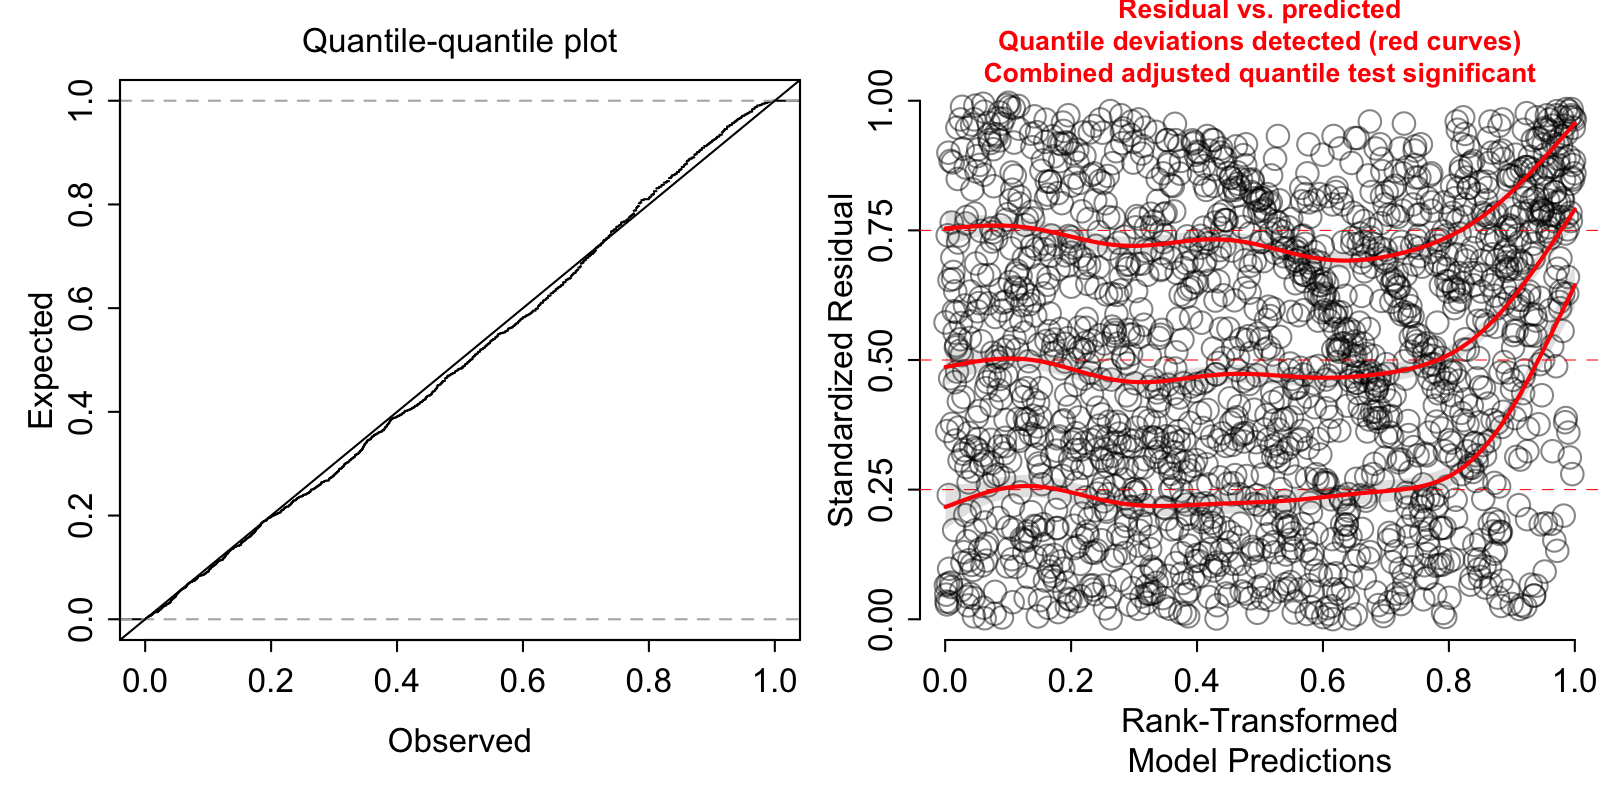 Quantile-quantile plot
Expected
0.0 0.2 0.4 0.6 0.8 1.0
0.0 0.2 0.4 0.6 0.8 1.0
Observed
Residual vs. predicted
Quantile deviations detected (red curves)
Combined adjusted quantile test significant
Standardized Residual
0.00 0.25 0.50 0.75 1.00
0.0 0.2 0.4 0.6 0.8 1.0
Rank-Transformed
Model Predictions